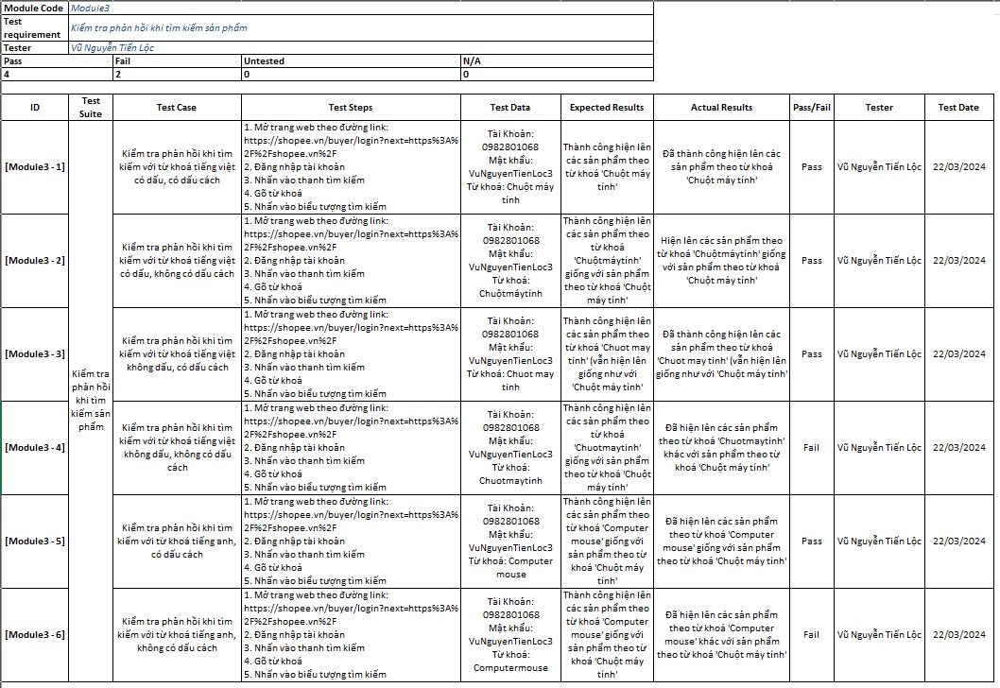 Module Code Module3
Test requirement Kiểm tra phản hồi khi tìm kiếm sản phẩm
Tester Vũ Nguyễn Tiến Lộc
Pass Fail Untested N/A
4 2 0 0
ID Test Suite Test Case Test Steps Test Data Expected Results Actual Results Pass/Fail Tester Test Date
Kiểm tra phản hồi khi tìm kiếm sản phẩm
[Module3 - 1]
Kiểm tra phản hồi khi tìm
kiếm với từ khoá tiếng việt
có dấu, có dấu cách
1. Mở trang web theo đường link:
https://shopee.vn/buyer/login?next=https%3A%
2F%2Fshopee.vn%2F
2. Đăng nhập tài khoản
3. Nhấn vào thanh tìm kiếm
4. Gõ từ khoá
5. Nhấn vào biểu tượng tìm kiếm
Tài Khoản:
0982801068
Mật khẩu:
VuNguyenTienLoc3
Từ khoá: Chuột máy
tính
Thành công hiện lên
các sản phẩm theo
từ khoá 'Chuột máy
tính'
Đã thành công hiện lên các
sản phẩm theo từ khoá
'Chuột máy tính'
Pass
Vũ Nguyễn Tiến Lộc
22/03/2024
[Module3 - 2]
Kiểm tra phản hồi khi tìm
kiếm với từ khoá tiếng việt
có dấu, không có dấu cách
1. Mở trang web theo đường link:
https://shopee.vn/buyer/login?next=https%3A%
2F%2Fshopee.vn%2F
2. Đăng nhập tài khoản
3. Nhấn vào thanh tìm kiếm
4. Gõ từ khoá
5. Nhấn vào biểu tượng tìm kiếm
Tài Khoản:
0982801068
Mật khẩu:
VuNguyenTienLoc3
Từ khoá:
Chuộtmáytính
Thành công hiện lên
các sản phẩm theo
từ khoá
'Chuộtmáytính'
giống với sản phẩm
theo từ khoá 'Chuột
máy tính'
Hiện lên các sản phẩm theo
từ khoá 'Chuộtmáytính' giống
với sản phẩm theo từ khoá
'Chuột máy tính'
Pass
Vũ Nguyễn Tiến Lộc
22/03/2024
[Module3 - 3]
Kiểm tra phản hồi khi tìm
kiếm với từ khoá tiếng việt
không dấu, có dấu cách
1. Mở trang web theo đường link:
https://shopee.vn/buyer/login?next=https%3A%
2F%2Fshopee.vn%2F
2. Đăng nhập tài khoản
3. Nhấn vào thanh tìm kiếm
4. Gõ từ khoá
5. Nhấn vào biểu tượng tìm kiếm
Tài Khoản:
0982801068
Mật khẩu:
VuNguyenTienLoc3
Từ khoá: Chuot may
tinh
Thành công hiện lên
các sản phẩm theo
từ khoá 'Chuot may
tinh' (vẫn hiện lên
giống như với
'Chuột máy tính')
Đã thành công hiện lên các
sản phẩm theo từ khoá
'Chuot may tinh' (vẫn hiện lên
giống như với 'Chuột máy tính'
Pass
Vũ Nguyễn Tiến Lộc
22/03/2024
[Module3 - 4]
Kiểm tra phản hồi khi tìm
kiếm với từ khoá tiếng việt
không dấu, không có dấu
cách
1. Mở trang web theo đường link:
https://shopee.vn/buyer/login?next=https%3A%
2F%2Fshopee.vn%2F
2. Đăng nhập tài khoản
3. Nhấn vào thanh tìm kiếm
4. Gõ từ khoá
5. Nhấn vào biểu tượng tìm kiếm
Tài Khoản:
0982801068
Mật khẩu:
VuNguyenTienLoc3
Từ khoá:
Chuotmaytinh
Thành công hiện lên
các sản phẩm theo
từ khoá
'Chuotmaytinh'
giống với sản phẩm
theo từ khoá 'Chuột
máy tính'
Đã hiện lên các sản phẩm
theo từ khoá 'Chuotmaytinh'
khác với sản phẩm theo từ
khoá 'Chuột máy tính'
Fail
Vũ Nguyễn Tiến Lộc
22/03/2024
[Module3 - 5]
Kiểm tra phản hồi khi tìm
kiếm với từ khoá tiếng anh,
có dấu cách
1. Mở trang web theo đường link:
https://shopee.vn/buyer/login?next=https%3A%
2F%2Fshopee.vn%2F
2. Đăng nhập tài khoản
3. Nhấn vào thanh tìm kiếm
4. Gõ từ khoá
5. Nhấn vào biểu tượng tìm kiếm
Tài Khoản:
0982801068
Mật khẩu:
VuNguyenTienLoc3
Từ khoá: Computer
mouse
Thành công hiện lên
các sản phẩm theo
từ khoá 'Computer
mouse' giống với
sản phẩm theo từ
khoá 'Chuột máy
tính'
Đã hiện lên các sản phẩm
theo từ khoá 'Computer
mouse' giống với sản phẩm
theo từ khoá 'Chuột máy tính'
Pass
Vũ Nguyễn Tiến Lộc
22/03/2024
[Module3 - 6]
Kiểm tra phản hồi khi tìm
kiếm với từ khoá tiếng anh,
không có dấu cách
1. Mở trang web theo đường link:
https://shopee.vn/buyer/login?next=https%3A%
2F%2Fshopee.vn%2F
2. Đăng nhập tài khoản
3. Nhấn vào thanh tìm kiếm
4. Gõ từ khoá
5. Nhấn vào biểu tượng tìm kiếm
Tài Khoản:
0982801068
Mật khẩu:
VuNguyenTienLoc3
Từ khoá:
Computermouse
Thành công hiện lên
các sản phẩm theo
từ khoá 'Computer
mouse' giống với
sản phẩm theo từ
khoá 'Chuột máy
tính'
Đã hiện lên các sản phẩm
theo từ khoá 'Computer
mouse' khác với sản phẩm
theo từ khoá 'Chuột máy tính'
Fail
Vũ Nguyễn Tiến Lộc
22/03/2024